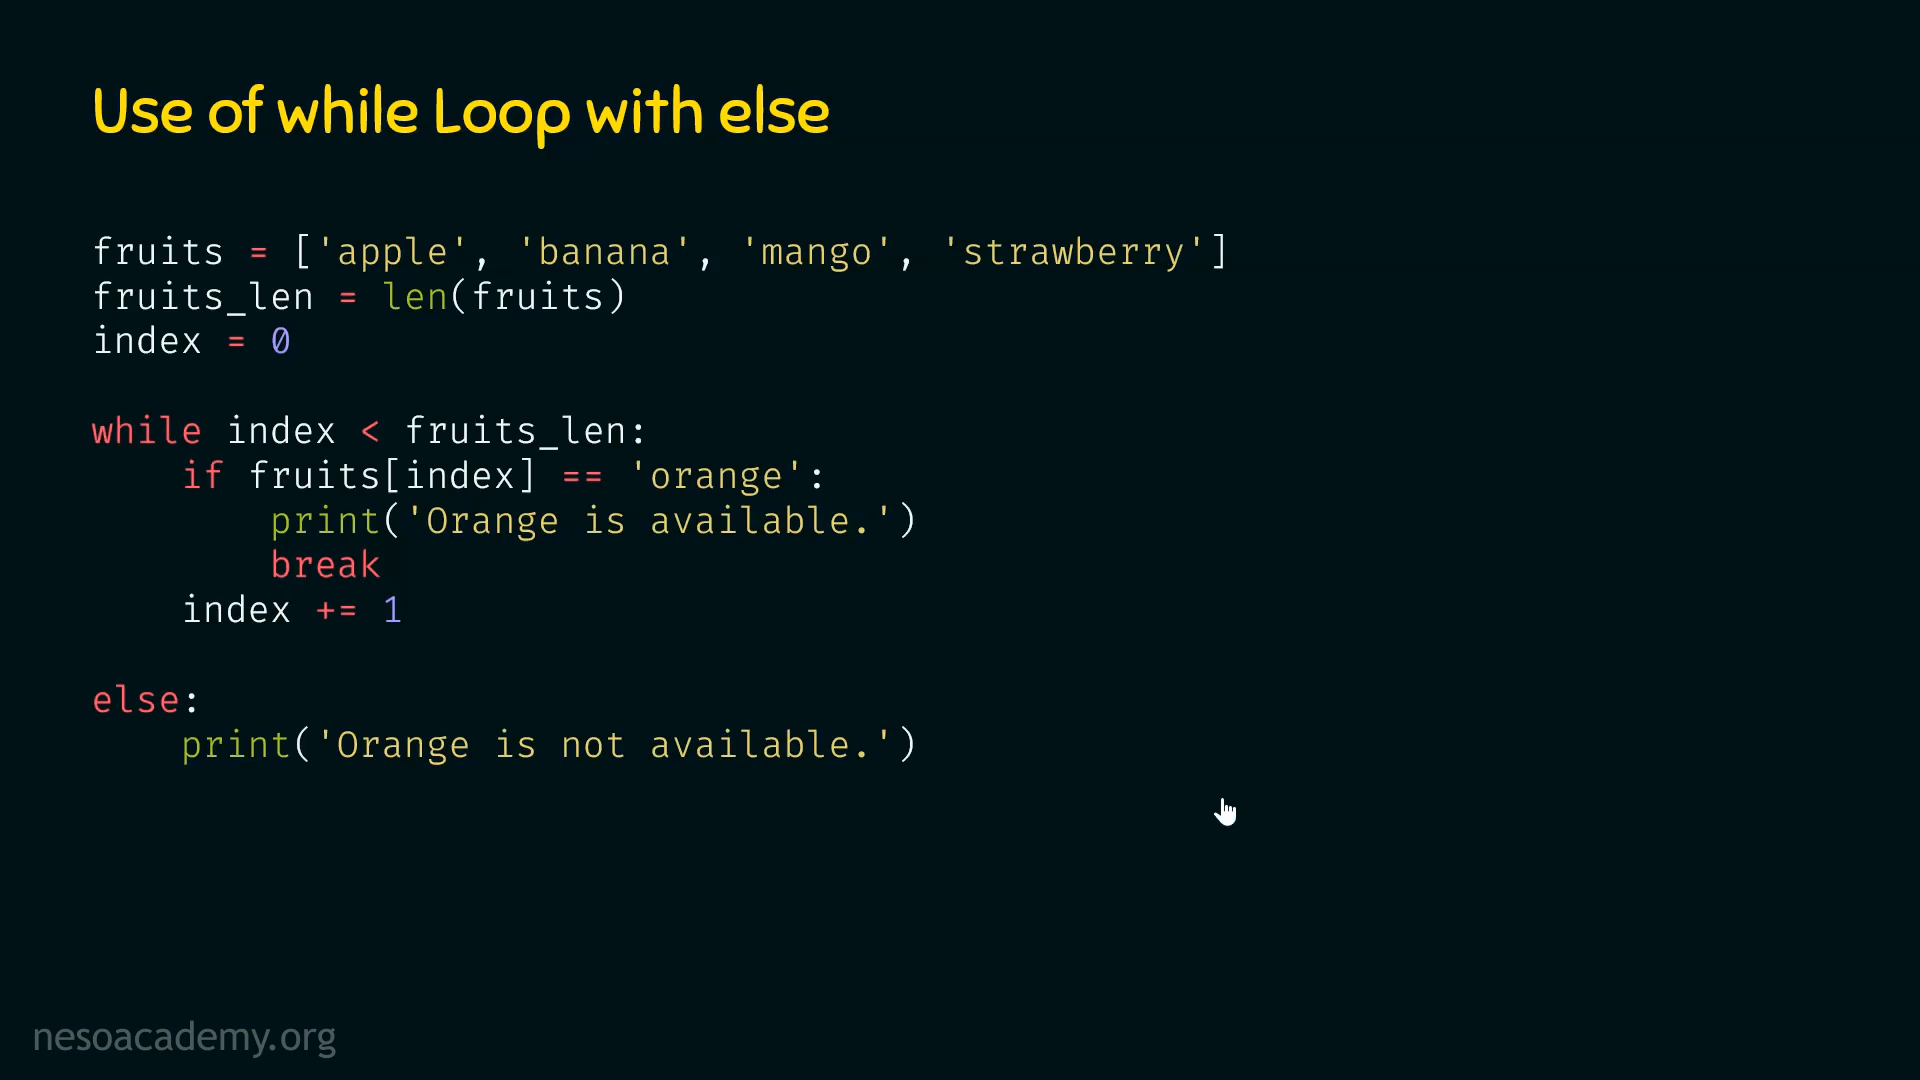 Use of while Loop with else
fruits = ['apple', 'banana', 'mango', 'strawberry']
fruits_len = len(fruits)
index = 0
while index < fruits_len:
    if fruits[index] == 'orange':
        print('Orange is available.')
        break
    index += 1
else:
    print('Orange is not available.')
nesoacademy.org